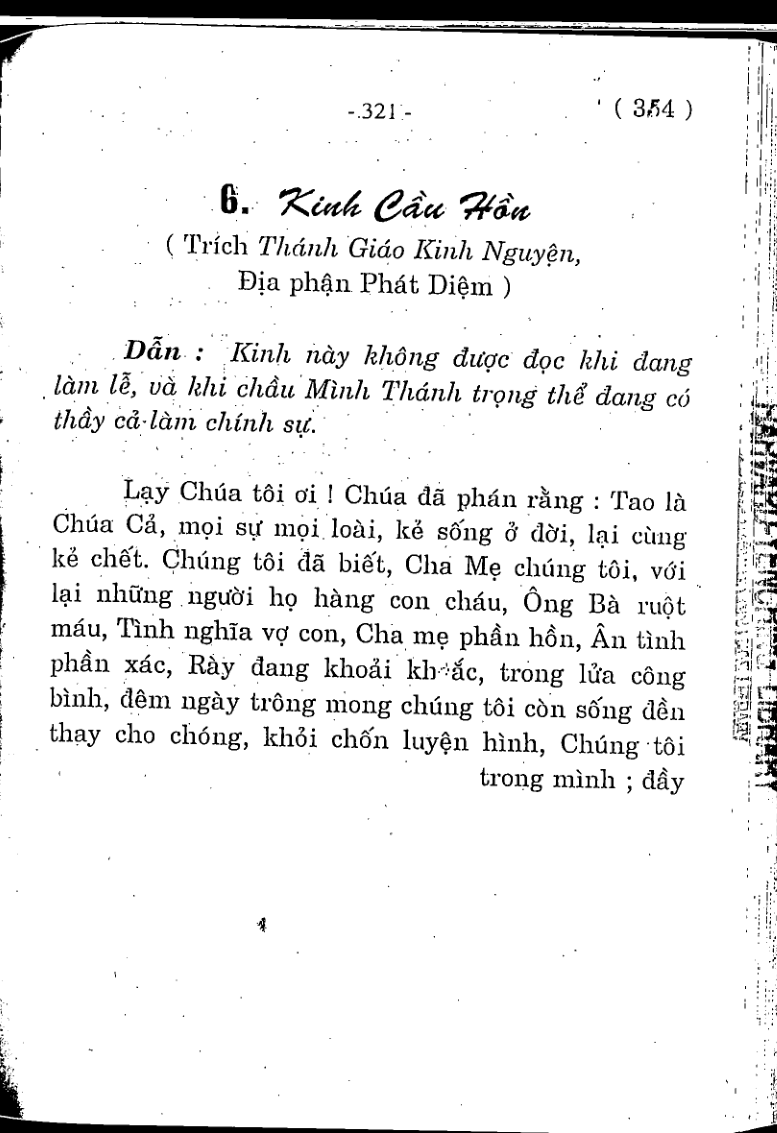 -.321 - ( 354 )
6. Kinh Cầu Hồn
( Trích Thánh Giáo Kinh Nguyện,
Địa phận Phát Diệm )
Dẫn : Kinh này không được đọc khi đang
làm lễ, và khi chầu Mình Thánh trọng thể đang có
thầy cả làm chính sự.
Lạy Chúa tôi ơi ! Chúa đã phán rằng : Tao là
Chúa Cả, mọi sự mọi loài, kẻ sống ở đời, lại cùng
kẻ chết. Chúng tôi đã biết, Cha Mẹ chúng tôi, với
lại những người họ hàng con cháu, Ông Bà ruột
máu, Tình nghĩa vợ con, Cha mẹ phần hồn, Ân tình
phần xác, Rày đang khoải khắc, trong lửa công
bình, đêm ngày trông mong chúng tôi còn sống đền
thay cho chóng, khỏi chốn luyện hình, Chúng tôi
trong mình ; đầy